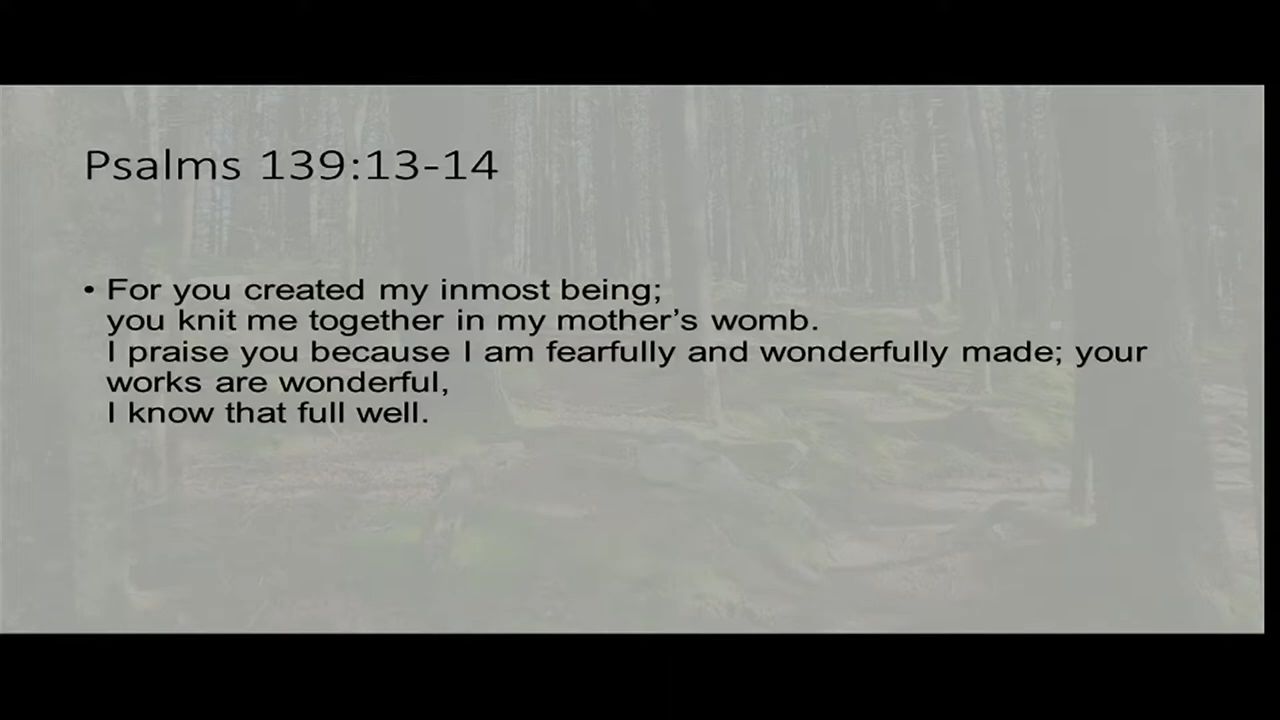 Psalms 139:13-14
• For you created my inmost being;
you knit me together in my mother’s womb.
I praise you because I am fearfully and wonderfully made; your
works are wonderful,
I know that full well.